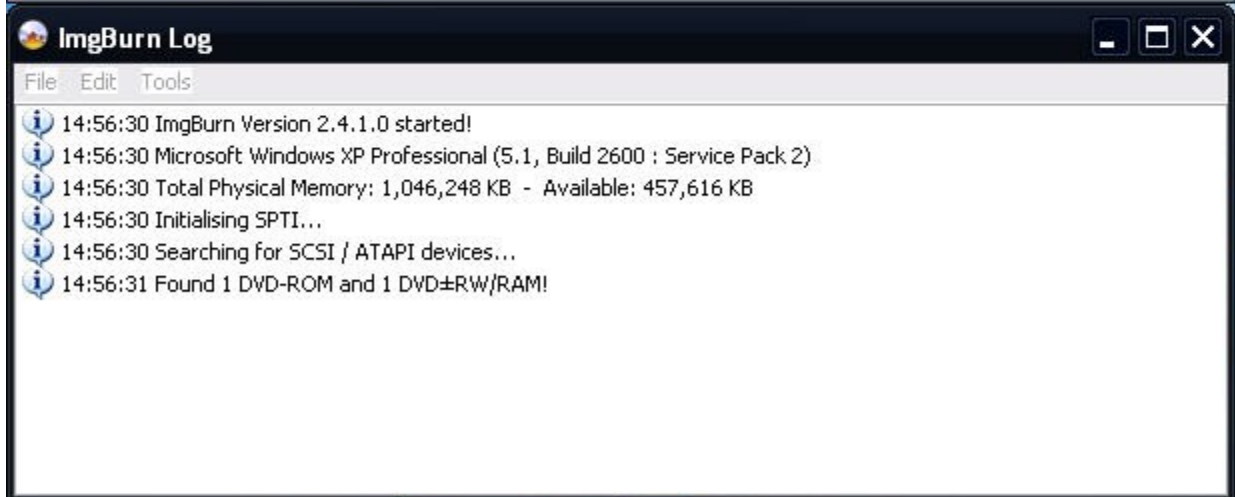 ImgBurn Log
File Edit Tools
14:56:30 ImgBurn Version 2.4.1.0 started!
14:56:30 Microsoft Windows XP Professional (5.1, Build 2600 : Service Pack 2)
14:56:30 Total Physical Memory: 1,046,248 KB - Available: 457,616 KB
14:56:30 Initialising SPTI...
14:56:30 Searching for SCSI / ATAPI devices...
14:56:31 Found 1 DVD-ROM and 1 DVD±RW/RAM!